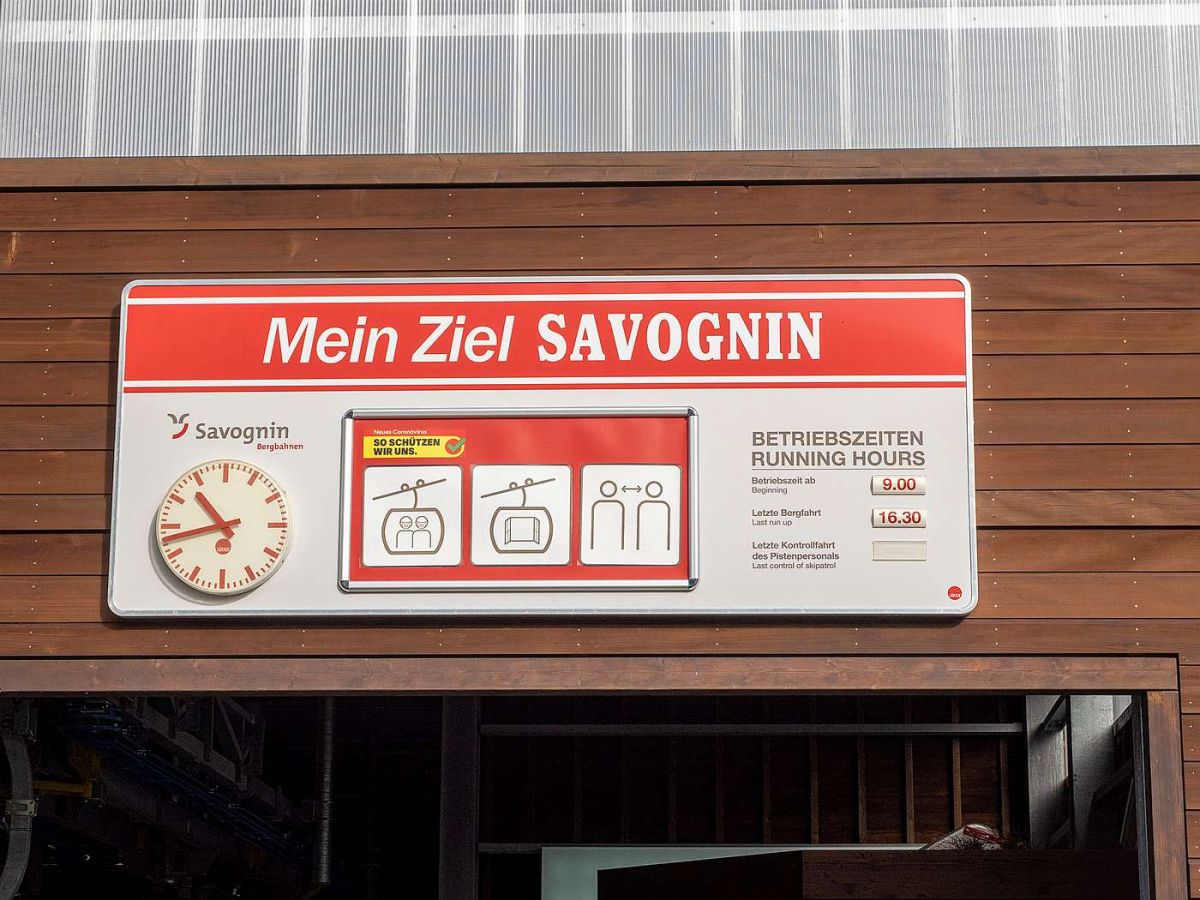 Mein Ziel SAVOGNIN
Savognin
Bergbahnen
Neues Coronavirus
SO SCHÜTZEN
WIR UNS.
BETRIEBSZEITEN
RUNNING HOURS
Betriebszeit ab
Beginning
9.00
Letzte Bergfahrt
Last run up
16.30
Letzte Kontrollfahrt
des Pistenpersonals
Last control of skipatrol